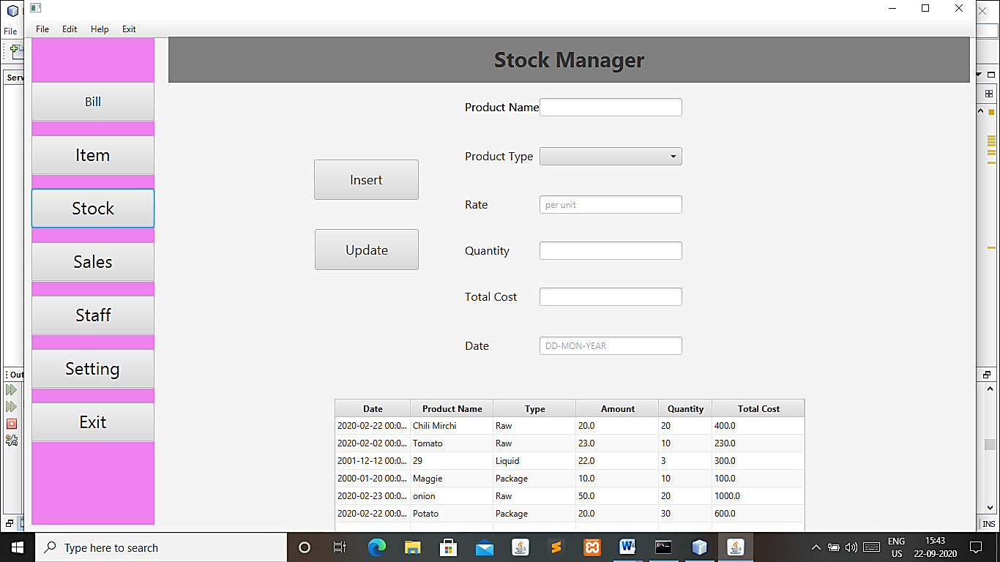 File
File Edit Help Exit
Serv
Stock Manager
Bill
Item
Stock
Sales
Staff
Setting
Exit
Insert
Update
Product Name
Product Type
Rate per unit
Quantity
Total Cost
Date DD-MON-YEAR
Date Product Name Type Amount Quantity Total Cost
2020-02-22 00:0... Chili Mirchi Raw 20.0 20 400.0
2020-02-02 00:0... Tomato Raw 23.0 10 230.0
2001-12-12 00:0... 29 Liquid 22.0 3 300.0
2000-01-20 00:0... Maggie Package 10.0 10 100.0
2020-02-23 00:0... onion Raw 50.0 20 1000.0
2020-02-22 00:0... Potato Package 20.0 30 600.0
Out
INS
Type here to search
W
ENG
US
15:43
22-09-2020